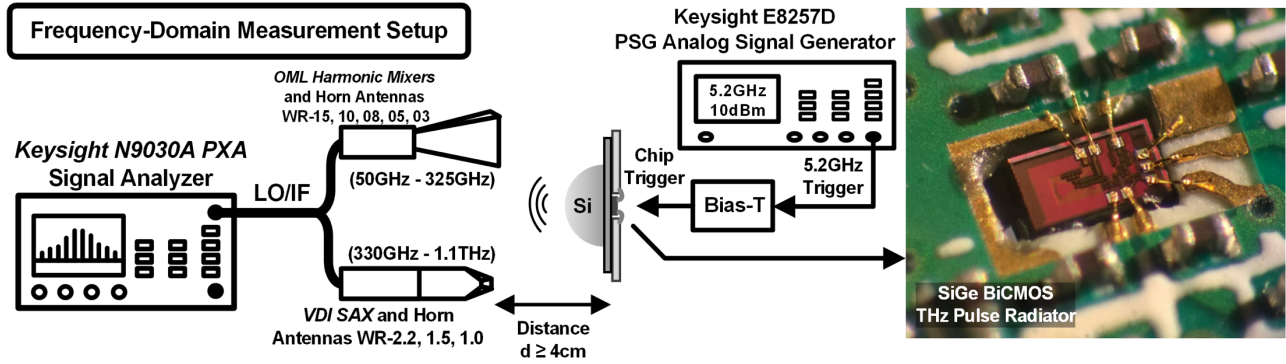 Frequency-Domain Measurement Setup
OML Harmonic Mixers
and Horn Antennas
WR-15, 10, 08, 05, 03
(50GHz - 325GHz)
Keysight N9030A PXA
Signal Analyzer
LO/IF
(330GHz - 1.1THz)
VDI SAX and Horn
Antennas WR-2.2, 1.5, 1.0
Distance
d ≥ 4cm
Si
Keysight E8257D
PSG Analog Signal Generator
5.2GHz
10dBm
Chip
Trigger
Bias-T
5.2GHz
Trigger
SiGe BiCMOS
THz Pulse Radiator